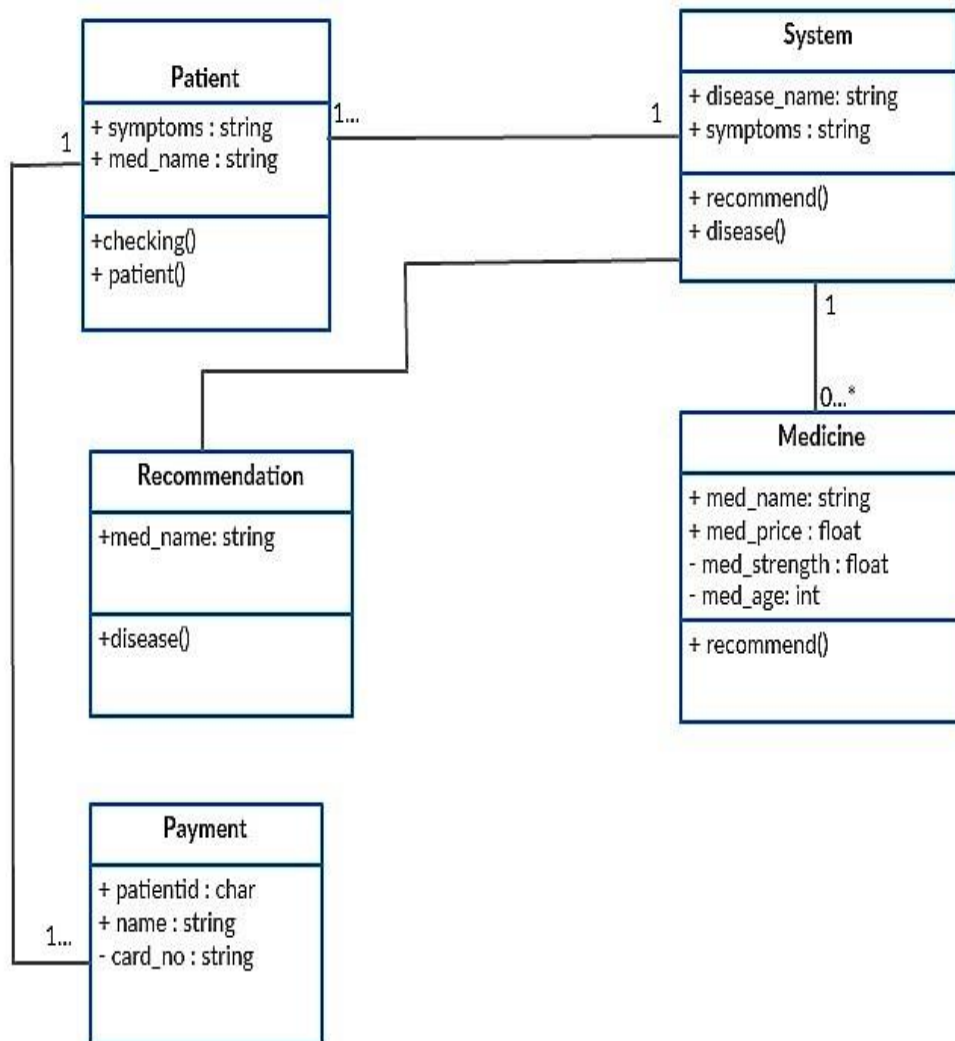 Patient
+ symptoms : string
+ med_name : string
+checking()
+ patient()
1
1...
1
System
+ disease_name: string
+ symptoms : string
+ recommend()
+ disease()
1
0...*
Medicine
+ med_name: string
+ med_price : float
- med_strength : float
- med_age: int
+ recommend()
Recommendation
+med_name: string
+disease()
Payment
+ patientid : char
+ name : string
- card_no : string
1...